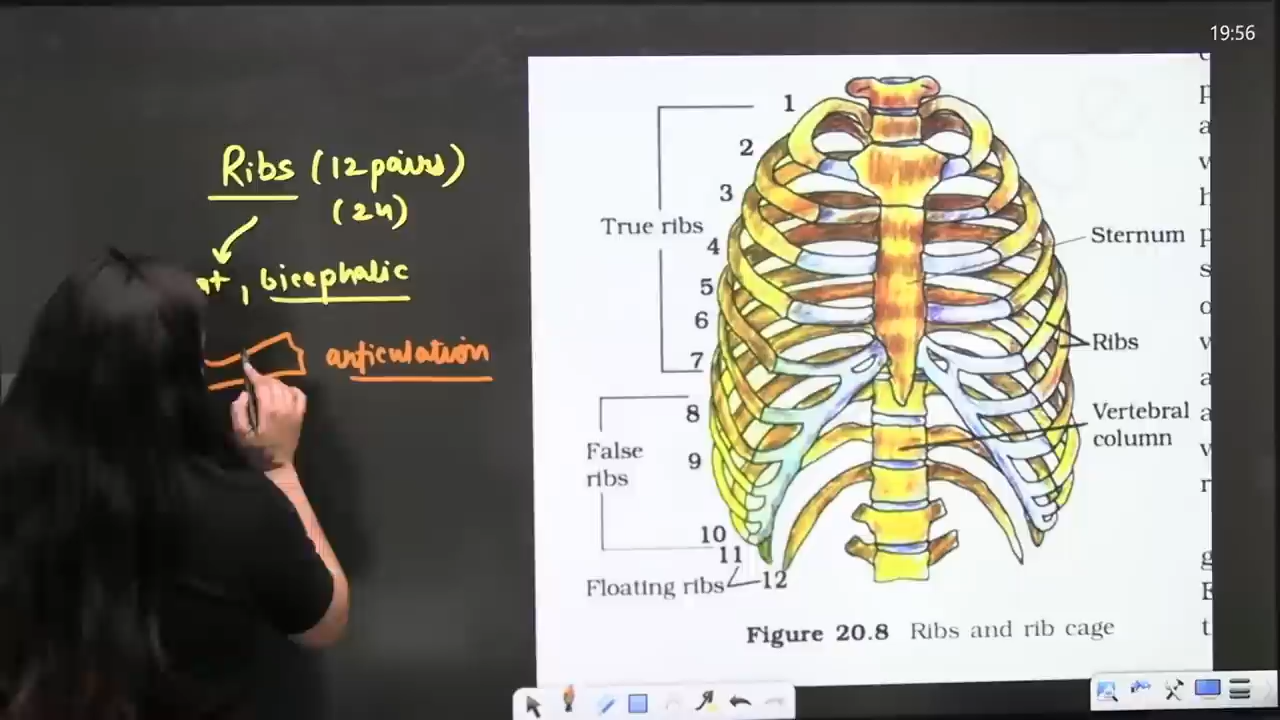 19:56
Ribs (12 pairs)
(24)
, bicephalic
articulation
1
2
3
True ribs
4
5
6
7
8
False
ribs
9
10
11
Floating ribs
12
Sternum
Ribs
Vertebral
column
Figure 20.8 Ribs and rib cage